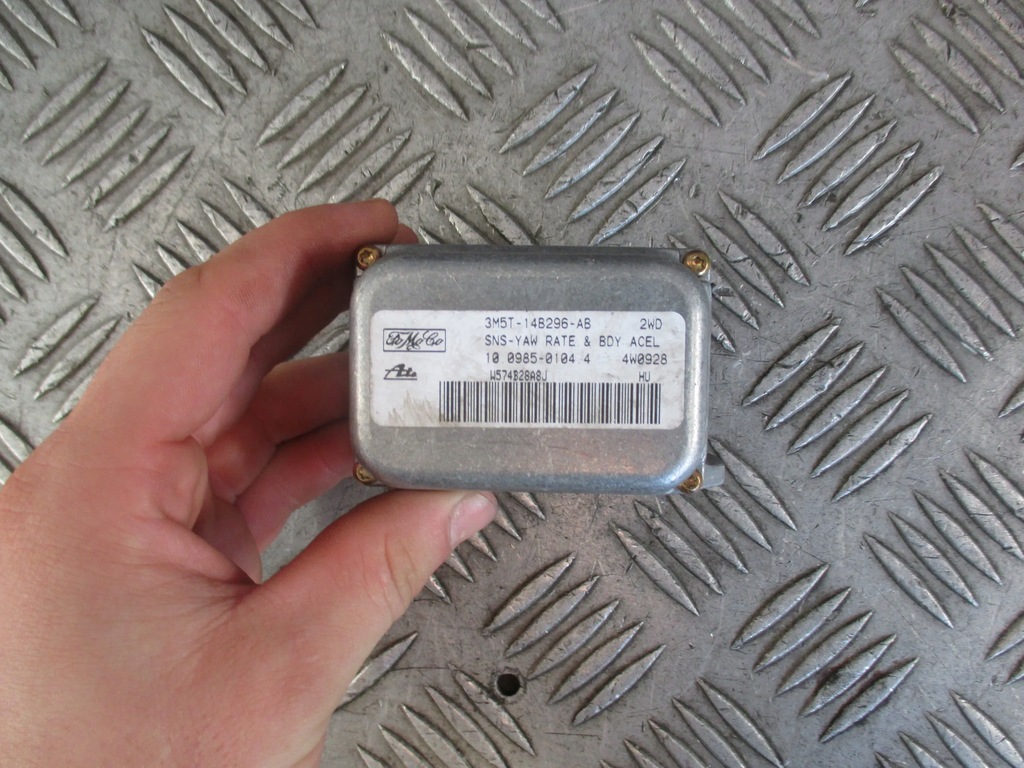 3M5T-14B296-AB 2WD
FoMoCo SNS-YAW RATE & BDY ACEL
10 0985-0104 4 4W0928
Ate W574B28A8J HU